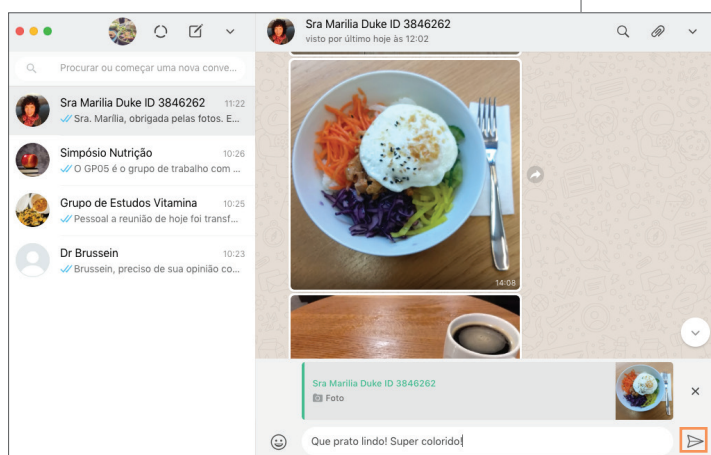 Sra Marilia Duke ID 3846262
visto por último hoje às 12:02
Procurar ou começar uma nova conve...
Sra Marilia Duke ID 3846262 11:22
Sra. Marília, obrigada pelas fotos. E...
Simpósio Nutrição 10:26
O GP05 é o grupo de trabalho com ...
Grupo de Estudos Vitamina 10:25
Pessoal a reunião de hoje foi transf...
Dr Brussein 10:23
Brussein, preciso de sua opinião co...
14:08
Sra Marilia Duke ID 3846262
Foto
Que prato lindo! Super colorido!